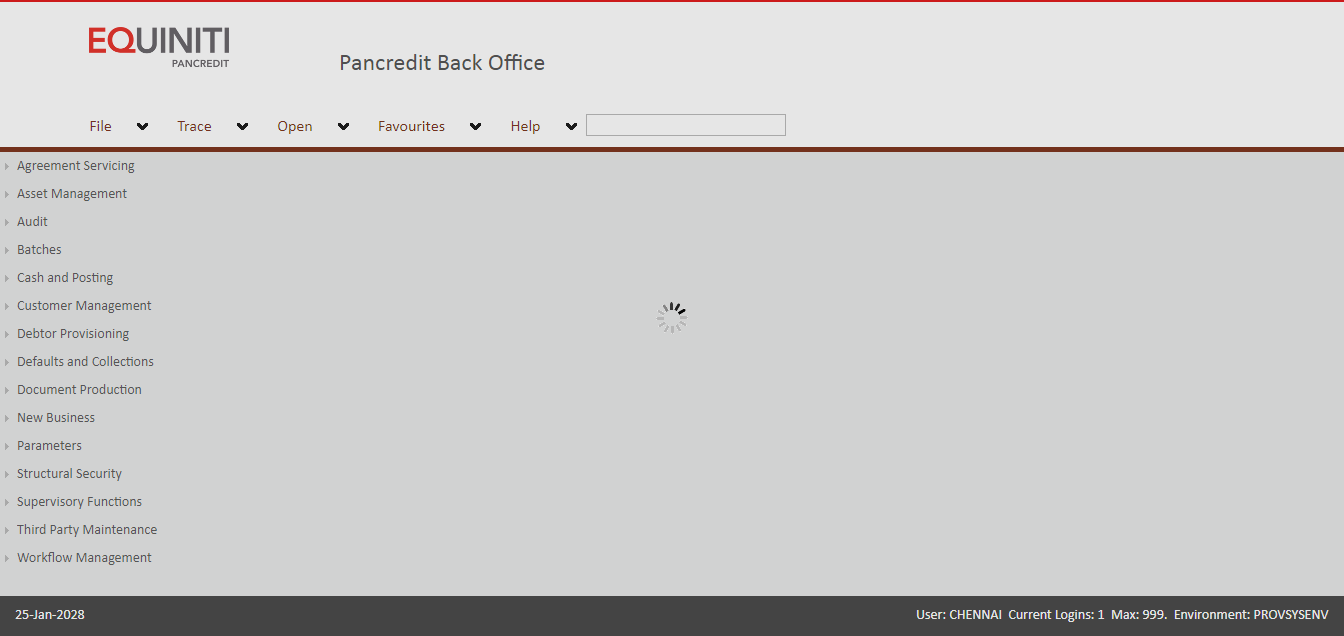 EQUINITI
PANCREDIT
Pancredit Back Office
File Trace Open Favourites Help
Agreement Servicing
Asset Management
Audit
Batches
Cash and Posting
Customer Management
Debtor Provisioning
Defaults and Collections
Document Production
New Business
Parameters
Structural Security
Supervisory Functions
Third Party Maintenance
Workflow Management
25-Jan-2028 User: CHENNAI Current Logins: 1 Max: 999. Environment: PROVSYSENV